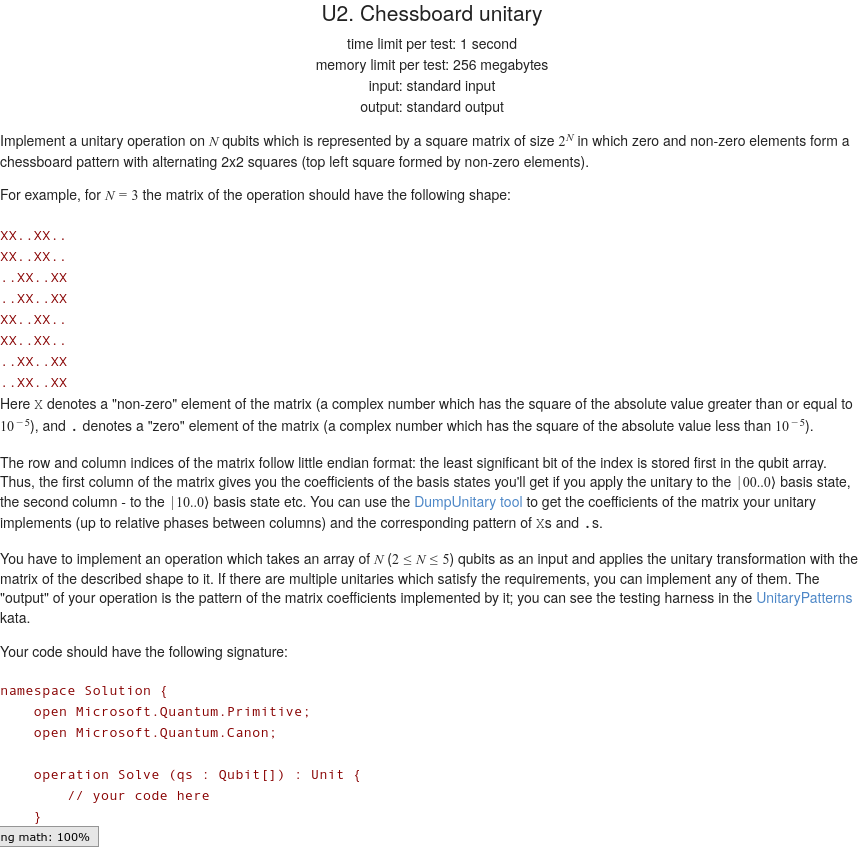 U2. Chessboard unitary
time limit per test: 1 second
memory limit per test: 256 megabytes
input: standard input
output: standard output
Implement a unitary operation on N qubits which is represented by a square matrix of size 2^N in which zero and non-zero elements form a
chessboard pattern with alternating 2x2 squares (top left square formed by non-zero elements).
For example, for N = 3 the matrix of the operation should have the following shape:
XX..XX..
XX..XX..
..XX..XX
..XX..XX
XX..XX..
XX..XX..
..XX..XX
..XX..XX
Here X denotes a "non-zero" element of the matrix (a complex number which has the square of the absolute value greater than or equal to
10^-5), and . denotes a "zero" element of the matrix (a complex number which has the square of the absolute value less than 10^-5).
The row and column indices of the matrix follow little endian format: the least significant bit of the index is stored first in the qubit array.
Thus, the first column of the matrix gives you the coefficients of the basis states you'll get if you apply the unitary to the |00..0⟩ basis state,
the second column - to the |10..0⟩ basis state etc. You can use the DumpUnitary tool to get the coefficients of the matrix your unitary
implements (up to relative phases between columns) and the corresponding pattern of Xs and .s.
You have to implement an operation which takes an array of N (2 ≤ N ≤ 5) qubits as an input and applies the unitary transformation with the
matrix of the described shape to it. If there are multiple unitaries which satisfy the requirements, you can implement any of them. The
"output" of your operation is the pattern of the matrix coefficients implemented by it; you can see the testing harness in the UnitaryPatterns
kata.
Your code should have the following signature:
namespace Solution {
    open Microsoft.Quantum.Primitive;
    open Microsoft.Quantum.Canon;
    operation Solve (qs : Qubit[]) : Unit {
        // your code here
    }
ng math: 100%